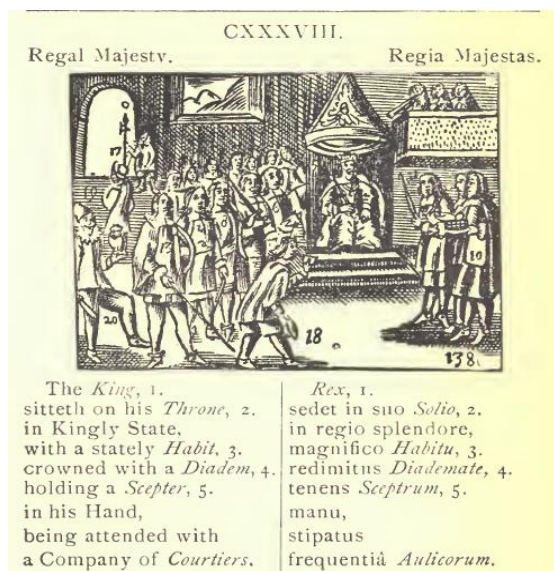 CXXXVIII.
Regal Majesty. Regia Majestas.
17
20
18
10
138
The King, 1.
sitteth on his Throne, 2.
in Kingly State,
with a stately Habit, 3.
crowned with a Diadem, 4.
holding a Scepter, 5.
in his Hand,
being attended with
a Company of Courtiers.
Rex, 1.
sedet in suo Solio, 2.
in regio splendore,
magnifico Habitu, 3.
redimitus Diademate, 4.
tenens Sceptrum, 5.
manu,
stipatus
frequentiâ Aulicorum.